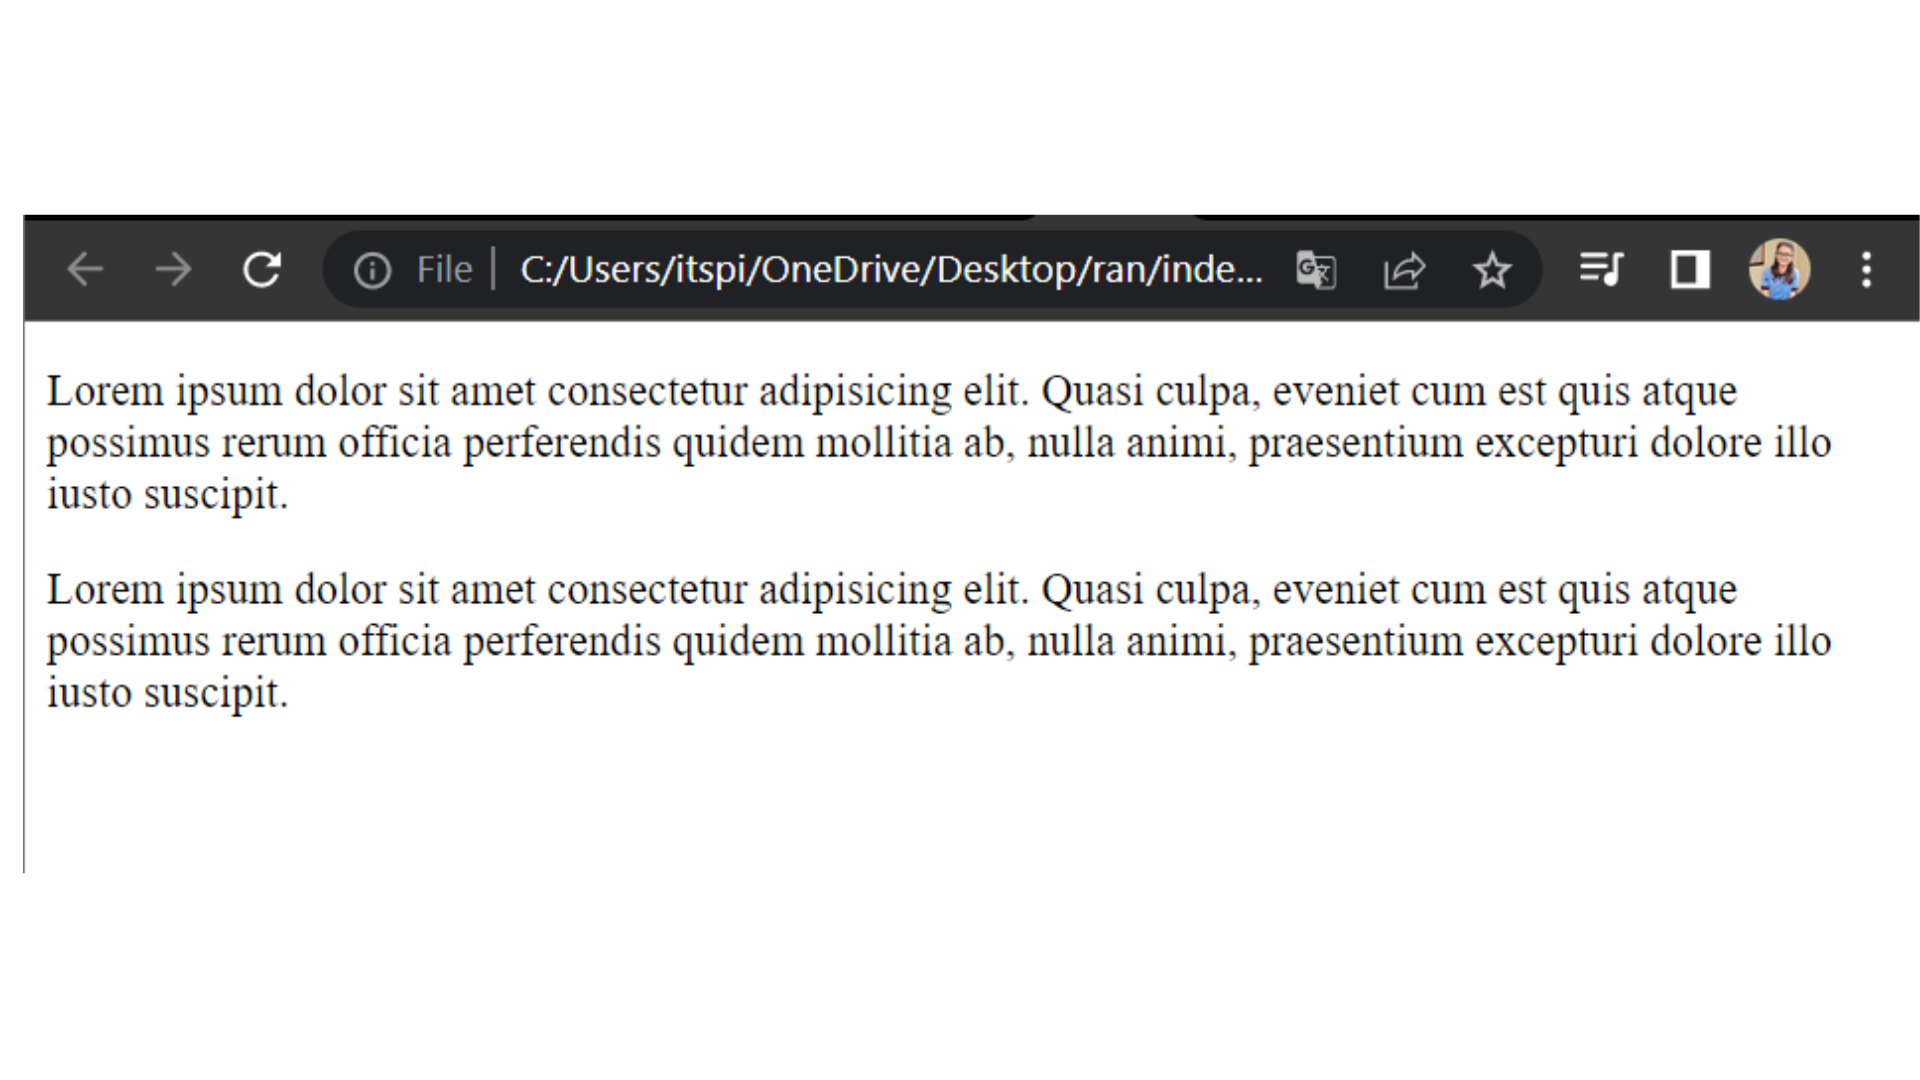 File | C:/Users/itspi/OneDrive/Desktop/ran/inde...
Lorem ipsum dolor sit amet consectetur adipisicing elit. Quasi culpa, eveniet cum est quis atque
possimus rerum officia perferendis quidem mollitia ab, nulla animi, praesentium excepturi dolore illo
iusto suscipit.
Lorem ipsum dolor sit amet consectetur adipisicing elit. Quasi culpa, eveniet cum est quis atque
possimus rerum officia perferendis quidem mollitia ab, nulla animi, praesentium excepturi dolore illo
iusto suscipit.